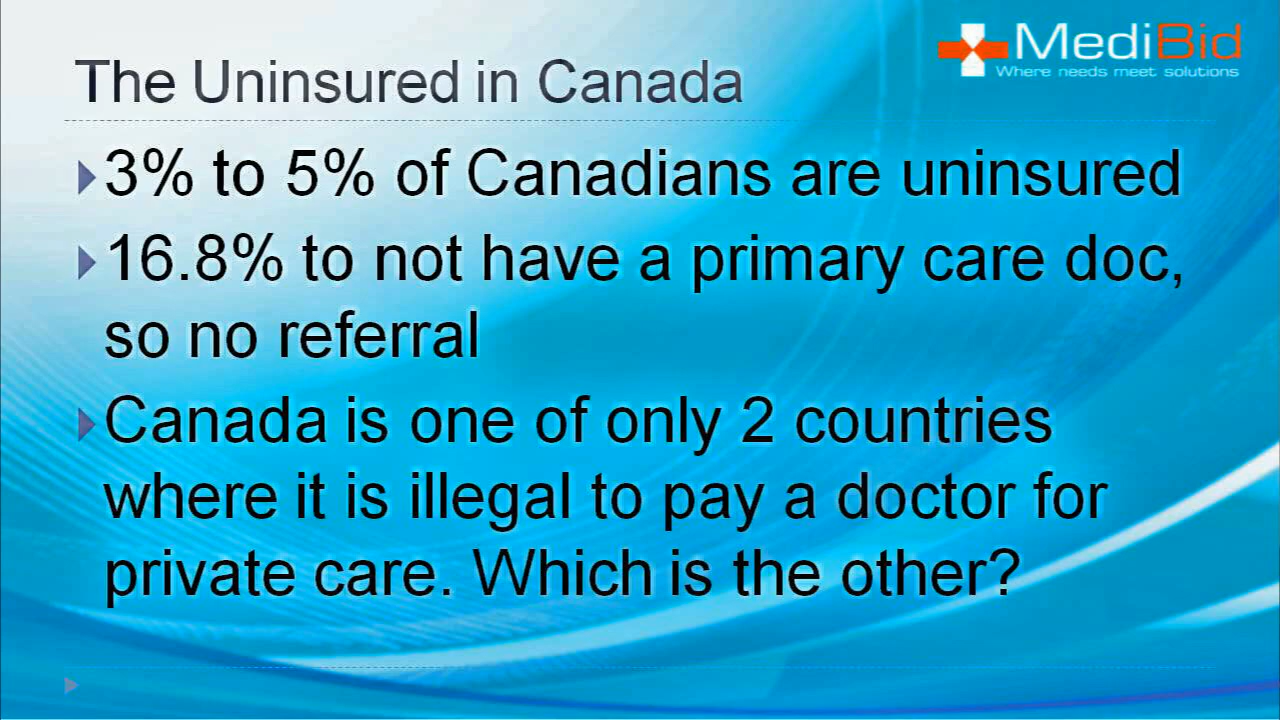 MediBid
Where needs meet solutions
The Uninsured in Canada
3% to 5% of Canadians are uninsured
16.8% to not have a primary care doc,
so no referral
Canada is one of only 2 countries
where it is illegal to pay a doctor for
private care. Which is the other?